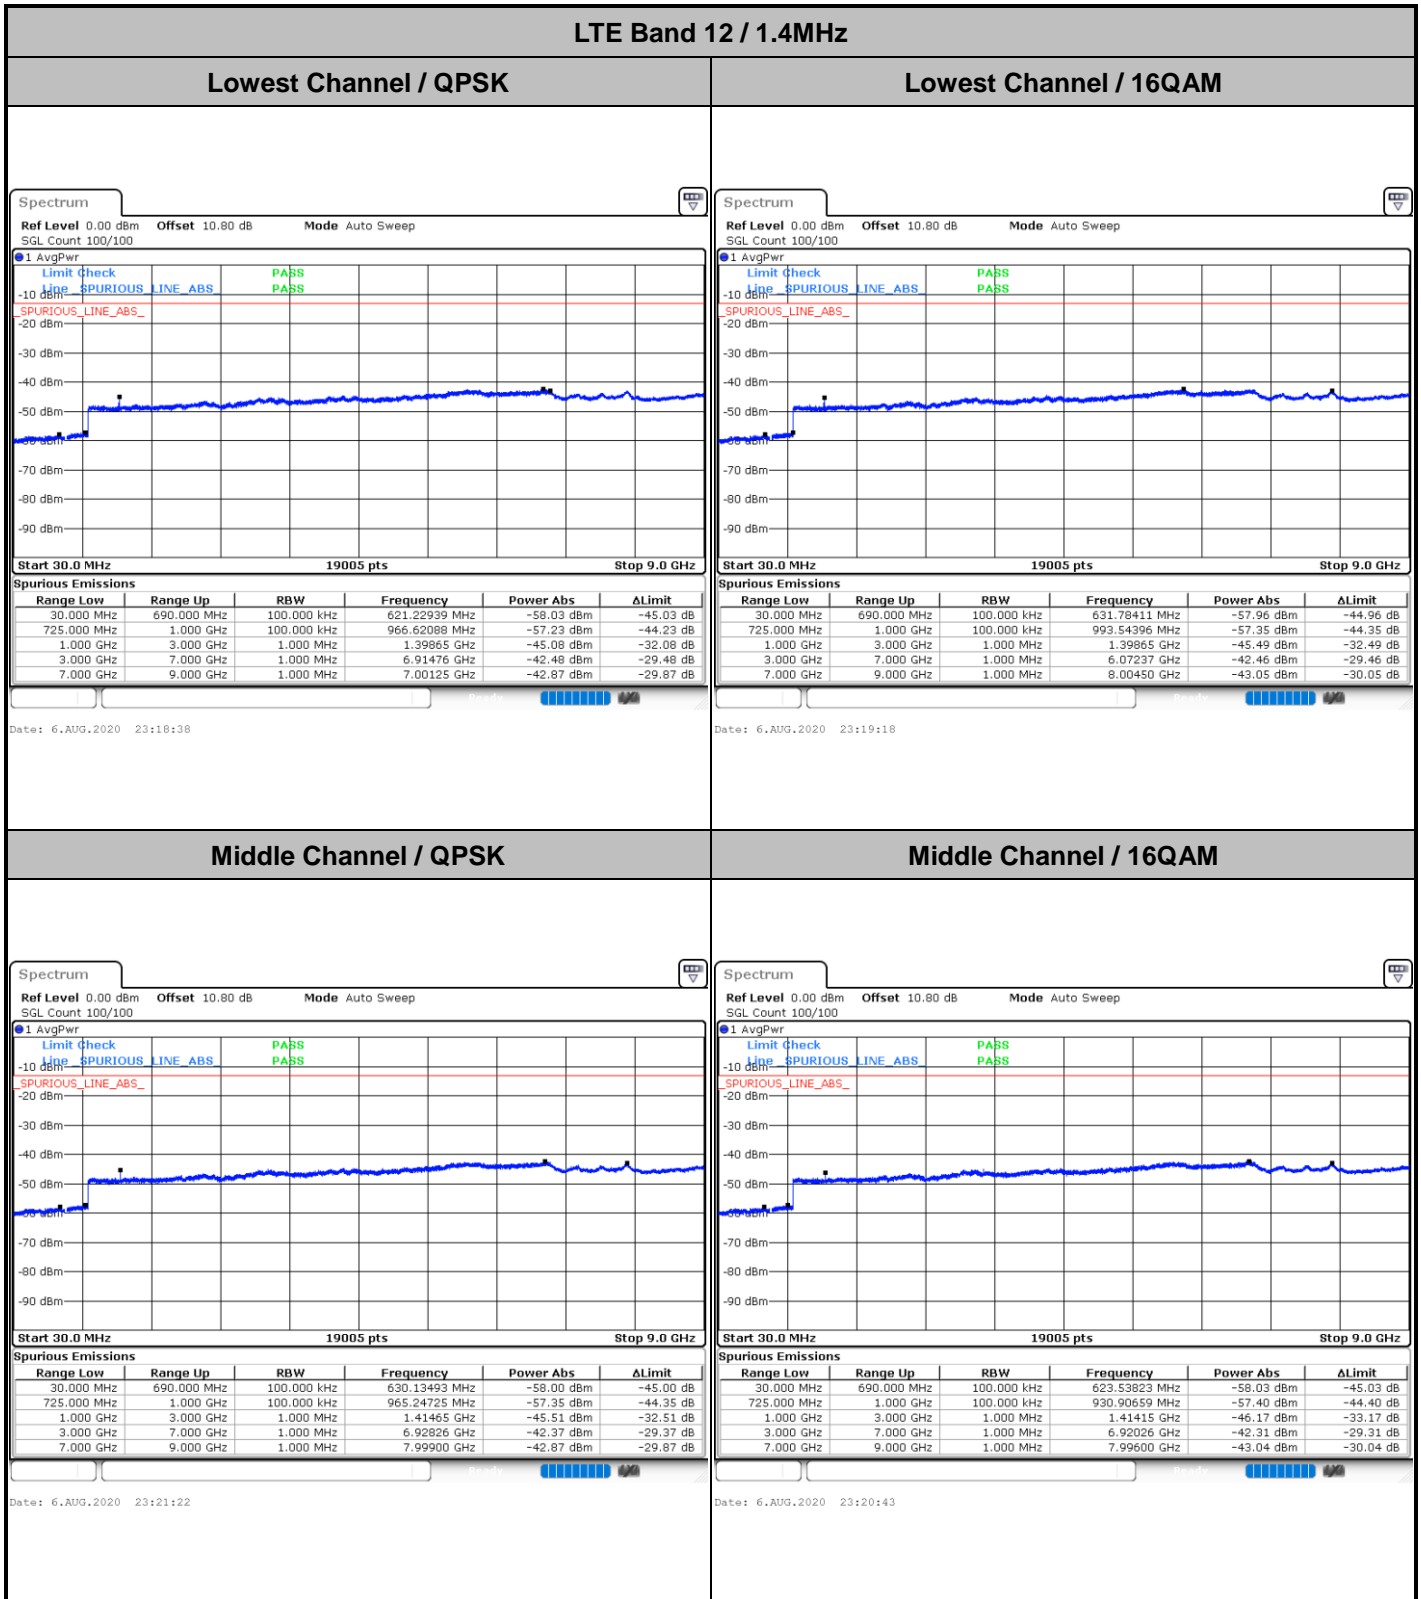 LTE Band 12 / 1.4MHz
Lowest Channel / QPSK
Lowest Channel / 16QAM
Spectrum
Ref Level 0.00 dBm Offset 10.80 dB Mode Auto Sweep
SGL Count 100/100
1 AvgPwr
Limit Check PASS
Line _SPURIOUS_LINE_ABS_ PASS
-10 dBm
_SPURIOUS_LINE_ABS_
-20 dBm
-30 dBm
-40 dBm
-50 dBm
-60 dBm
-70 dBm
-80 dBm
-90 dBm
Start 30.0 MHz 19005 pts Stop 9.0 GHz
Spurious Emissions
Range Low Range Up RBW Frequency Power Abs ΔLimit
30.000 MHz 690.000 MHz 100.000 kHz 621.22939 MHz -58.03 dBm -45.03 dB
725.000 MHz 1.000 GHz 100.000 kHz 966.62088 MHz -57.23 dBm -44.23 dB
1.000 GHz 3.000 GHz 1.000 MHz 1.39865 GHz -45.08 dBm -32.08 dB
3.000 GHz 7.000 GHz 1.000 MHz 6.91476 GHz -42.48 dBm -29.48 dB
7.000 GHz 9.000 GHz 1.000 MHz 7.00125 GHz -42.87 dBm -29.87 dB
Ready
Date: 6.AUG.2020 23:18:38
Spectrum
Ref Level 0.00 dBm Offset 10.80 dB Mode Auto Sweep
SGL Count 100/100
1 AvgPwr
Limit Check PASS
Line _SPURIOUS_LINE_ABS_ PASS
-10 dBm
_SPURIOUS_LINE_ABS_
-20 dBm
-30 dBm
-40 dBm
-50 dBm
-60 dBm
-70 dBm
-80 dBm
-90 dBm
Start 30.0 MHz 19005 pts Stop 9.0 GHz
Spurious Emissions
Range Low Range Up RBW Frequency Power Abs ΔLimit
30.000 MHz 690.000 MHz 100.000 kHz 631.78411 MHz -57.96 dBm -44.96 dB
725.000 MHz 1.000 GHz 100.000 kHz 993.54396 MHz -57.35 dBm -44.35 dB
1.000 GHz 3.000 GHz 1.000 MHz 1.39865 GHz -45.49 dBm -32.49 dB
3.000 GHz 7.000 GHz 1.000 MHz 6.07237 GHz -42.46 dBm -29.46 dB
7.000 GHz 9.000 GHz 1.000 MHz 8.00450 GHz -43.05 dBm -30.05 dB
Ready
Date: 6.AUG.2020 23:19:18
Middle Channel / QPSK
Middle Channel / 16QAM
Spectrum
Ref Level 0.00 dBm Offset 10.80 dB Mode Auto Sweep
SGL Count 100/100
1 AvgPwr
Limit Check PASS
Line _SPURIOUS_LINE_ABS_ PASS
-10 dBm
_SPURIOUS_LINE_ABS_
-20 dBm
-30 dBm
-40 dBm
-50 dBm
-60 dBm
-70 dBm
-80 dBm
-90 dBm
Start 30.0 MHz 19005 pts Stop 9.0 GHz
Spurious Emissions
Range Low Range Up RBW Frequency Power Abs ΔLimit
30.000 MHz 690.000 MHz 100.000 kHz 630.13493 MHz -58.00 dBm -45.00 dB
725.000 MHz 1.000 GHz 100.000 kHz 965.24725 MHz -57.35 dBm -44.35 dB
1.000 GHz 3.000 GHz 1.000 MHz 1.41465 GHz -45.51 dBm -32.51 dB
3.000 GHz 7.000 GHz 1.000 MHz 6.92826 GHz -42.37 dBm -29.37 dB
7.000 GHz 9.000 GHz 1.000 MHz 7.99900 GHz -42.87 dBm -29.87 dB
Ready
Date: 6.AUG.2020 23:21:22
Spectrum
Ref Level 0.00 dBm Offset 10.80 dB Mode Auto Sweep
SGL Count 100/100
1 AvgPwr
Limit Check PASS
Line _SPURIOUS_LINE_ABS_ PASS
-10 dBm
_SPURIOUS_LINE_ABS_
-20 dBm
-30 dBm
-40 dBm
-50 dBm
-60 dBm
-70 dBm
-80 dBm
-90 dBm
Start 30.0 MHz 19005 pts Stop 9.0 GHz
Spurious Emissions
Range Low Range Up RBW Frequency Power Abs ΔLimit
30.000 MHz 690.000 MHz 100.000 kHz 623.53823 MHz -58.03 dBm -45.03 dB
725.000 MHz 1.000 GHz 100.000 kHz 930.90659 MHz -57.40 dBm -44.40 dB
1.000 GHz 3.000 GHz 1.000 MHz 1.41415 GHz -46.17 dBm -33.17 dB
3.000 GHz 7.000 GHz 1.000 MHz 6.92026 GHz -42.31 dBm -29.31 dB
7.000 GHz 9.000 GHz 1.000 MHz 7.99600 GHz -43.04 dBm -30.04 dB
Ready
Date: 6.AUG.2020 23:20:43